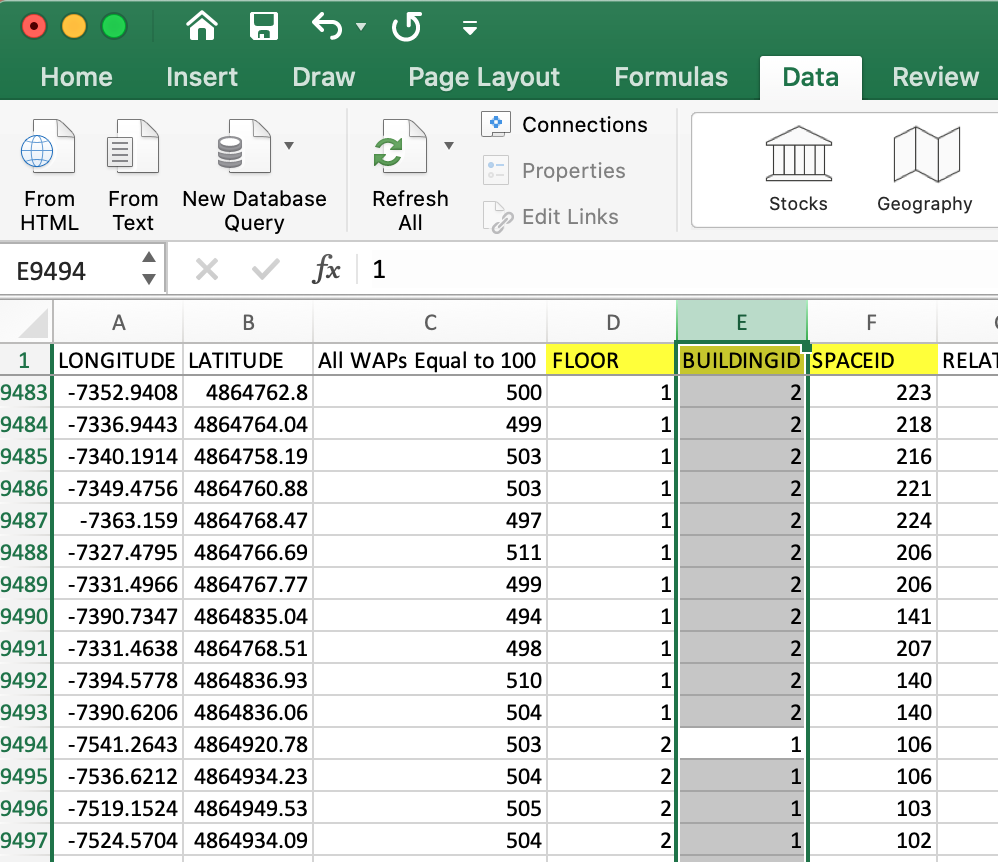 Home Insert Draw Page Layout Formulas Data Review
From HTML From Text New Database Query Refresh All Connections Properties Edit Links Stocks Geography
E9494 fx 1
A B C D E F
1 LONGITUDE LATITUDE All WAPs Equal to 100 FLOOR BUILDINGID SPACEID RELAT
9483 -7352.9408 4864762.8 500 1 2 223
9484 -7336.9443 4864764.04 499 1 2 218
9485 -7340.1914 4864758.19 503 1 2 216
9486 -7349.4756 4864760.88 503 1 2 221
9487 -7363.159 4864768.47 497 1 2 224
9488 -7327.4795 4864766.69 511 1 2 206
9489 -7331.4966 4864767.77 499 1 2 206
9490 -7390.7347 4864835.04 494 1 2 141
9491 -7331.4638 4864768.51 498 1 2 207
9492 -7394.5778 4864836.93 510 1 2 140
9493 -7390.6206 4864836.06 504 1 2 140
9494 -7541.2643 4864920.78 503 2 1 106
9495 -7536.6212 4864934.23 504 2 1 106
9496 -7519.1524 4864949.53 505 2 1 103
9497 -7524.5704 4864934.09 504 2 1 102